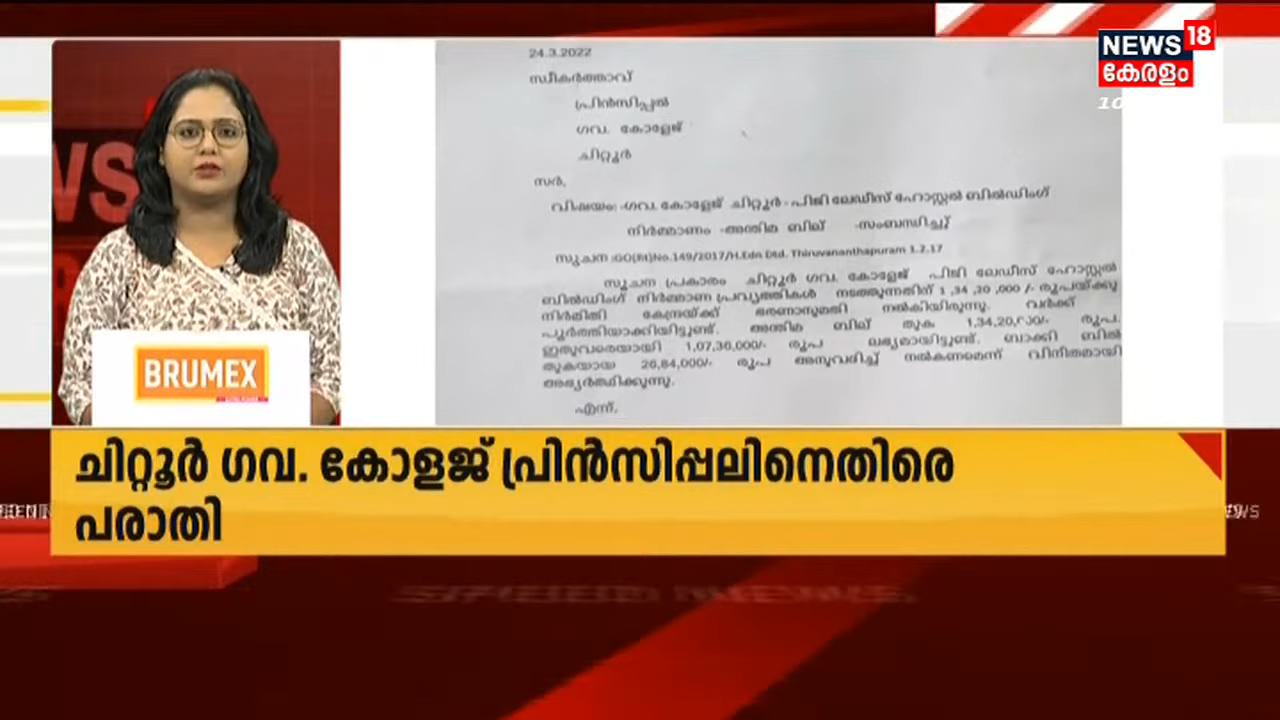 NEWS 18
കേരളം
24.3.2022
സ്വീകർത്താവ്
പ്രിൻസിപ്പൽ
ഗവ. കോളേജ്
ചിറ്റൂർ
സർ,
വിഷയം:-ഗവ. കോളേജ് ചിറ്റൂർ - പിജി ലേഡീസ് ഹോസ്റ്റൽ ബിൽഡിംഗ്
നിർമ്മാണം -അന്തിമ ബില് -സംബന്ധിച്ച്
സൂചന :GO(Rt)No.149/2017/H.Edn Dtd. Thiruvananthapuram 1.2.17
സൂചന പ്രകാരം ചിറ്റൂർ ഗവ. കോളേജ് പിജി ലേഡീസ് ഹോസ്റ്റൽ
ബിൽഡിംഗ് നിർമ്മാണ പ്രവൃത്തികൾ നടത്തുന്നതിന് 1 ,34 ,20 ,000 /- രൂപയ്ക്കു
നിർമിതി കേന്ദ്രയ്ക്ക് ഭരണാനുമതി നൽകിയിരുന്നു. വർക്ക്
പൂർത്തിയാക്കിയിട്ടുണ്ട്. അന്തിമ ബില് തുക 1,34,20,000/- രൂപ.
ഇതുവരെയായി 1,07,36,000/- രൂപ ലഭ്യമായിട്ടുണ്ട്. ബാക്കി ബിൽ
തുകയായ 26,84,000/- രൂപ അനുവദിച്ച് നൽകണമെന്ന് വിനീതമായി
അഭ്യർത്ഥിക്കുന്നു.
എന്ന്,
BRUMEX
ചിറ്റൂർ ഗവ. കോളജ് പ്രിൻസിപ്പലിനെതിരെ
പരാതി
SPEED NEWS